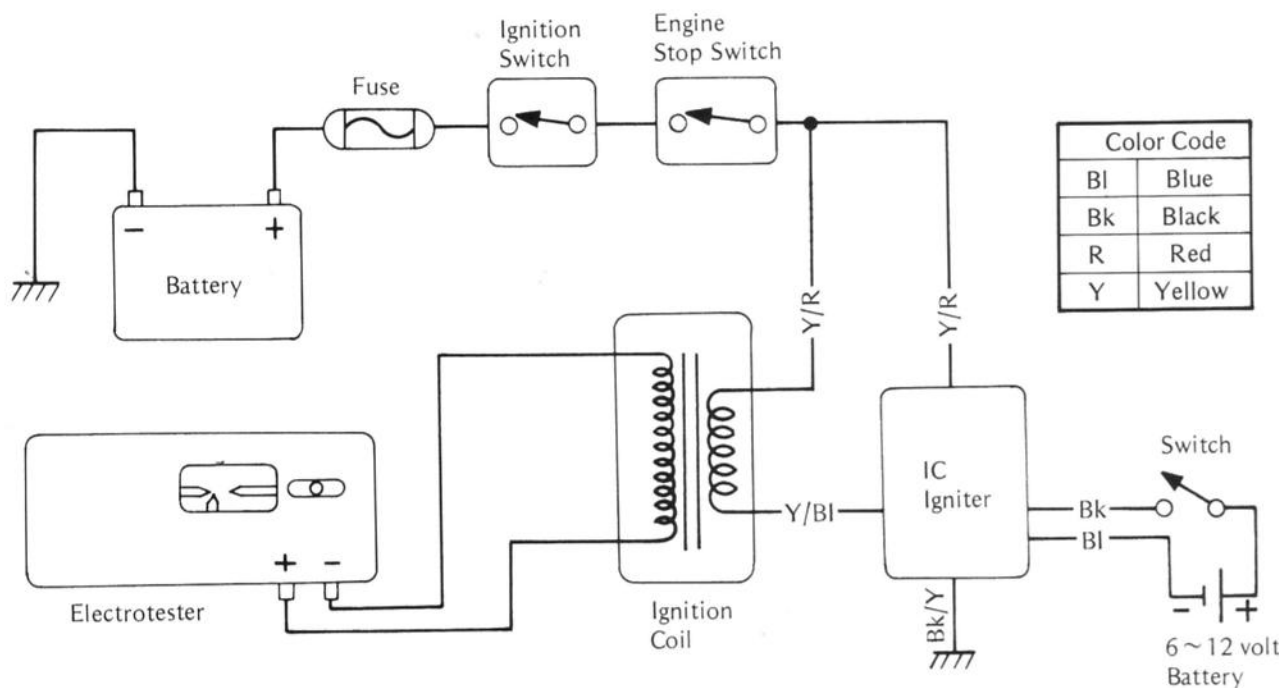 Ignition
Switch
Engine
Stop Switch
Fuse
Color Code
Bl Blue
Bk Black
R Red
Y Yellow
− +
Battery
Y/R
Y/R
Electrotester
+ −
Ignition
Coil
Y/Bl
IC
Igniter
Bk/Y
Bk
Bl
Switch
− +
6~12 volt
Battery